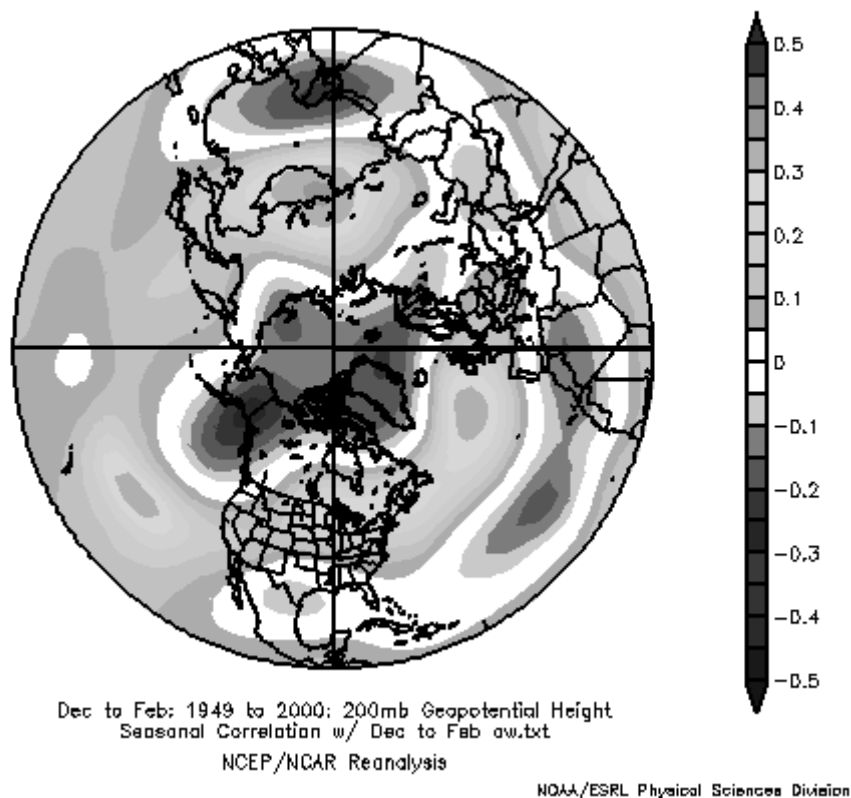 0.5
0.4
0.3
0.2
0.1
0
-0.1
-0.2
-0.3
-0.4
-0.5
Dec to Feb: 1949 to 2000: 200mb Geopotential Height
Seasonal Correlation w/ Dec to Feb aw.txt
NCEP/NCAR Reanalysis
NOAA/ESRL Physical Sciences Division